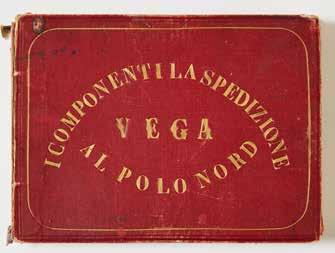 I COMPONENTI LA SPEDIZIONE
VEGA
AL POLO NORD